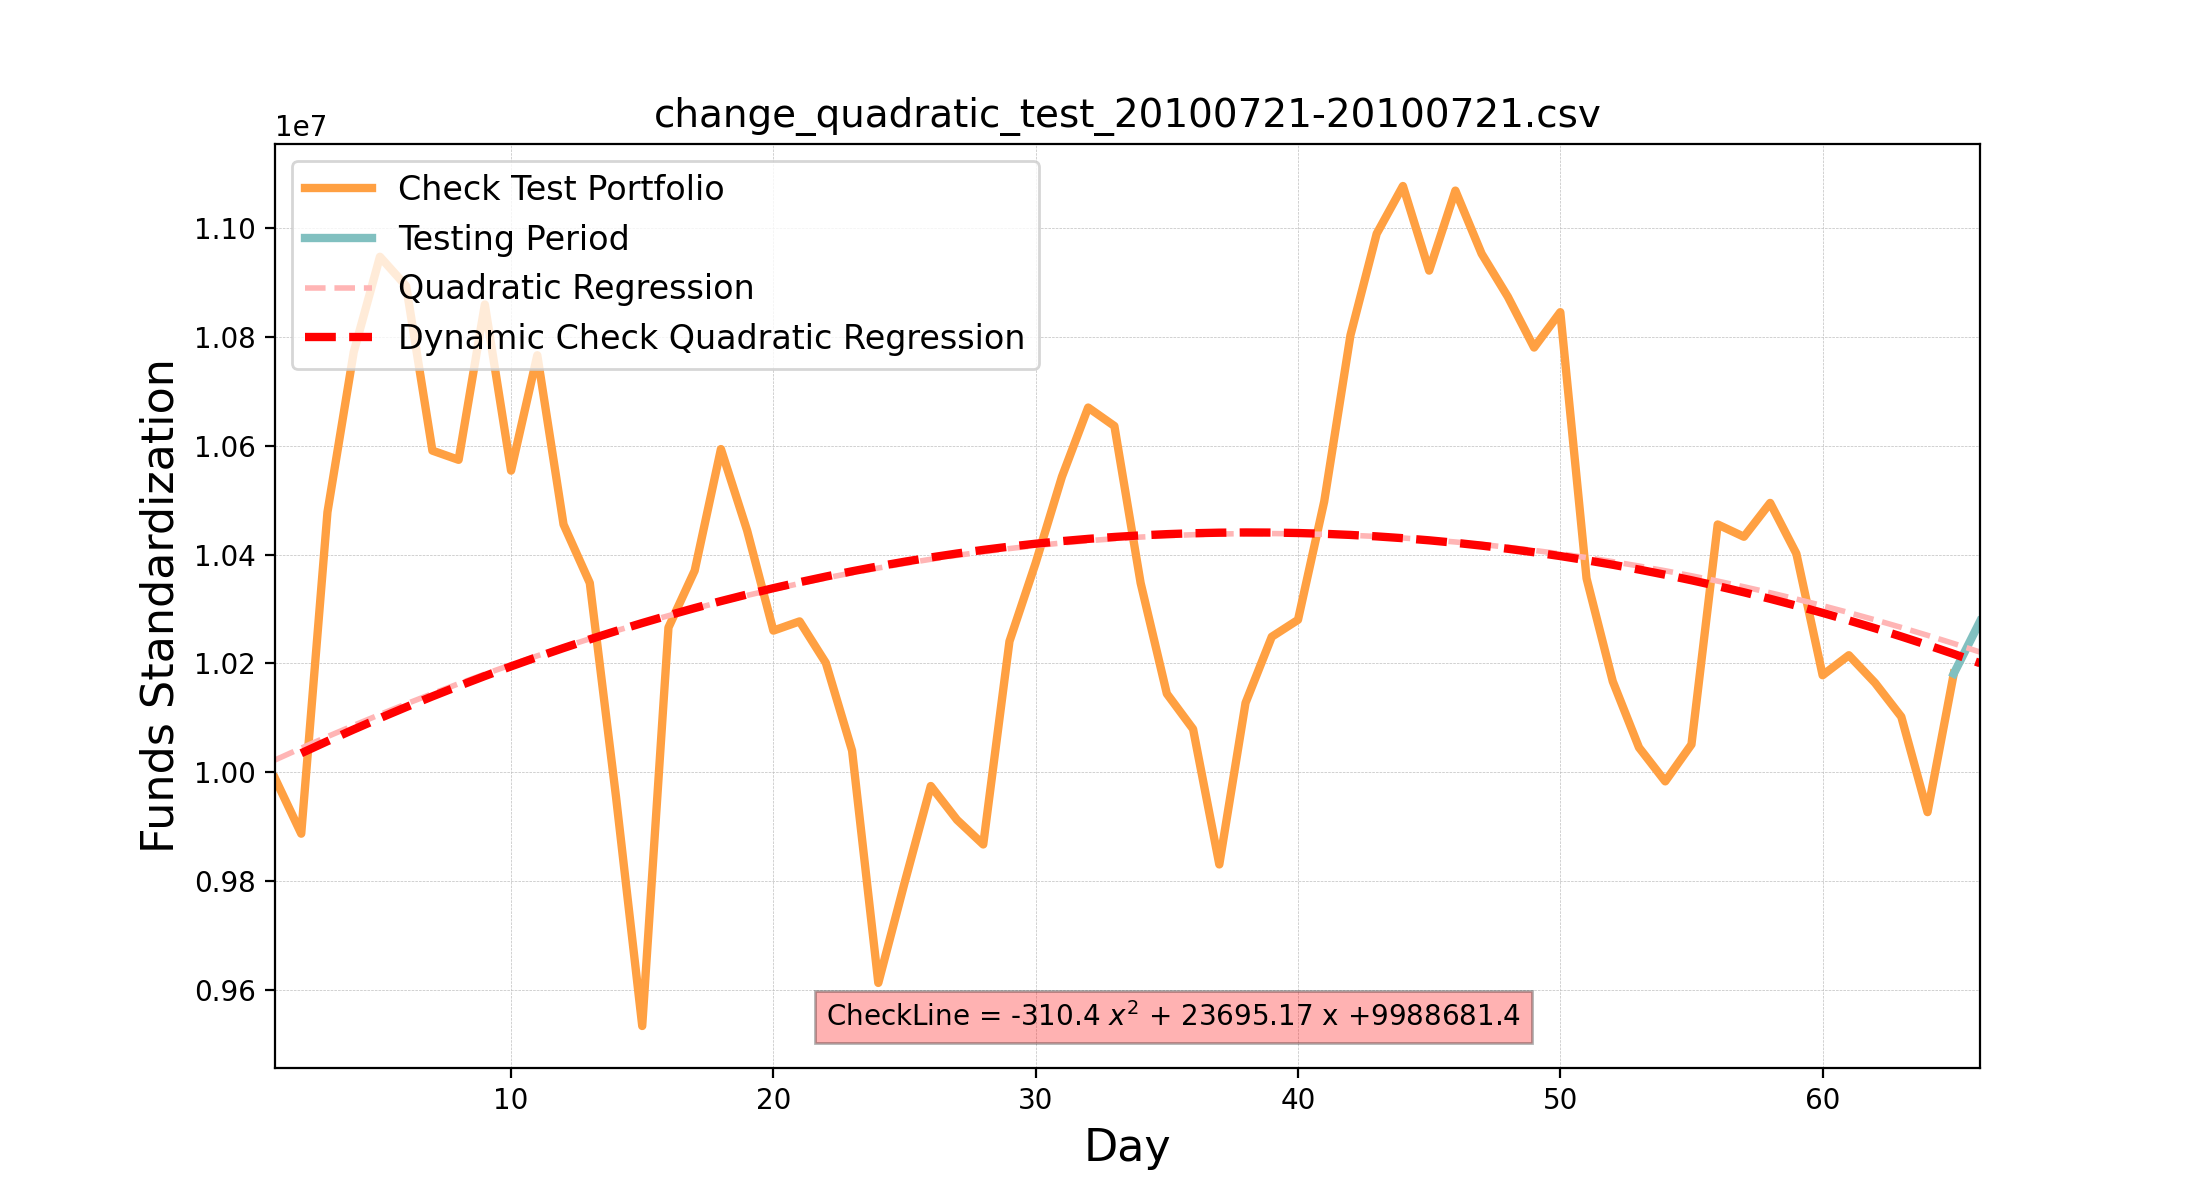 change_quadratic_test_20100721-20100721.csv
1e7
Check Test Portfolio
Testing Period
Quadratic Regression
Dynamic Check Quadratic Regression
1.10
1.08
1.06
1.04
1.02
1.00
0.98
0.96
Funds Standardization
CheckLine = -310.4 x² + 23695.17 x +9988681.4
10 20 30 40 50 60
Day